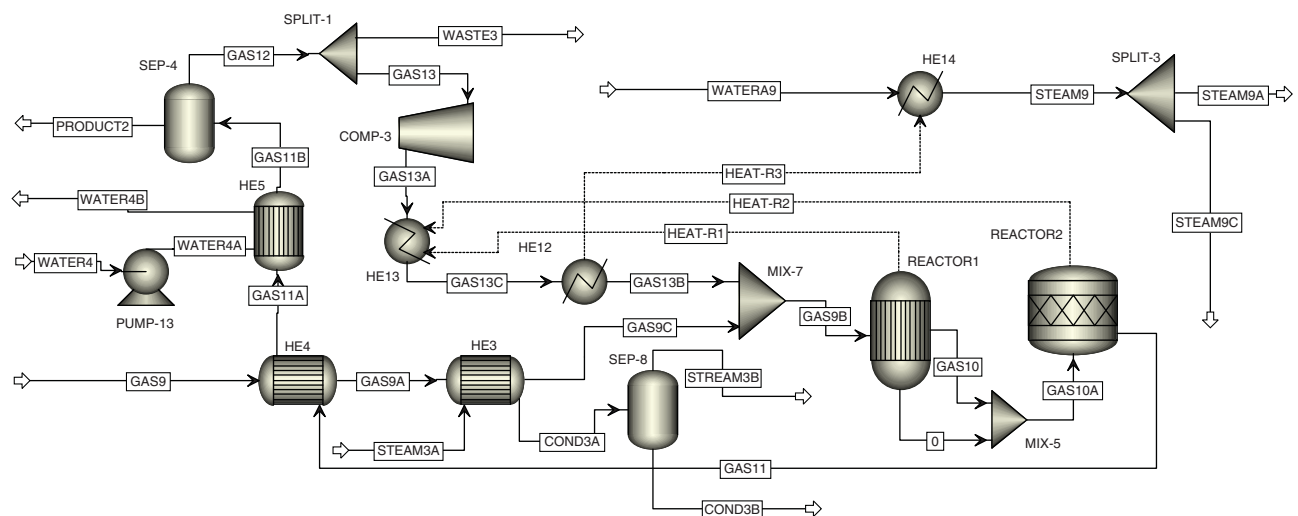 SPLIT-1
WASTE3
GAS12
SEP-4
GAS13
HE14
SPLIT-3
WATERA9
STEAM9
STEAM9A
PRODUCT2
COMP-3
GAS11B
GAS13A
HEAT-R3
HE5
WATER4B
HEAT-R2
STEAM9C
HEAT-R1
REACTOR2
WATER4A
HE12
WATER4
REACTOR1
HE13
MIX-7
GAS13C
GAS13B
GAS11A
PUMP-13
GAS9B
GAS9C
HE4
HE3
SEP-8
GAS10
GAS9
GAS9A
STREAM3B
GAS10A
COND3A
0
MIX-5
STEAM3A
GAS11
COND3B